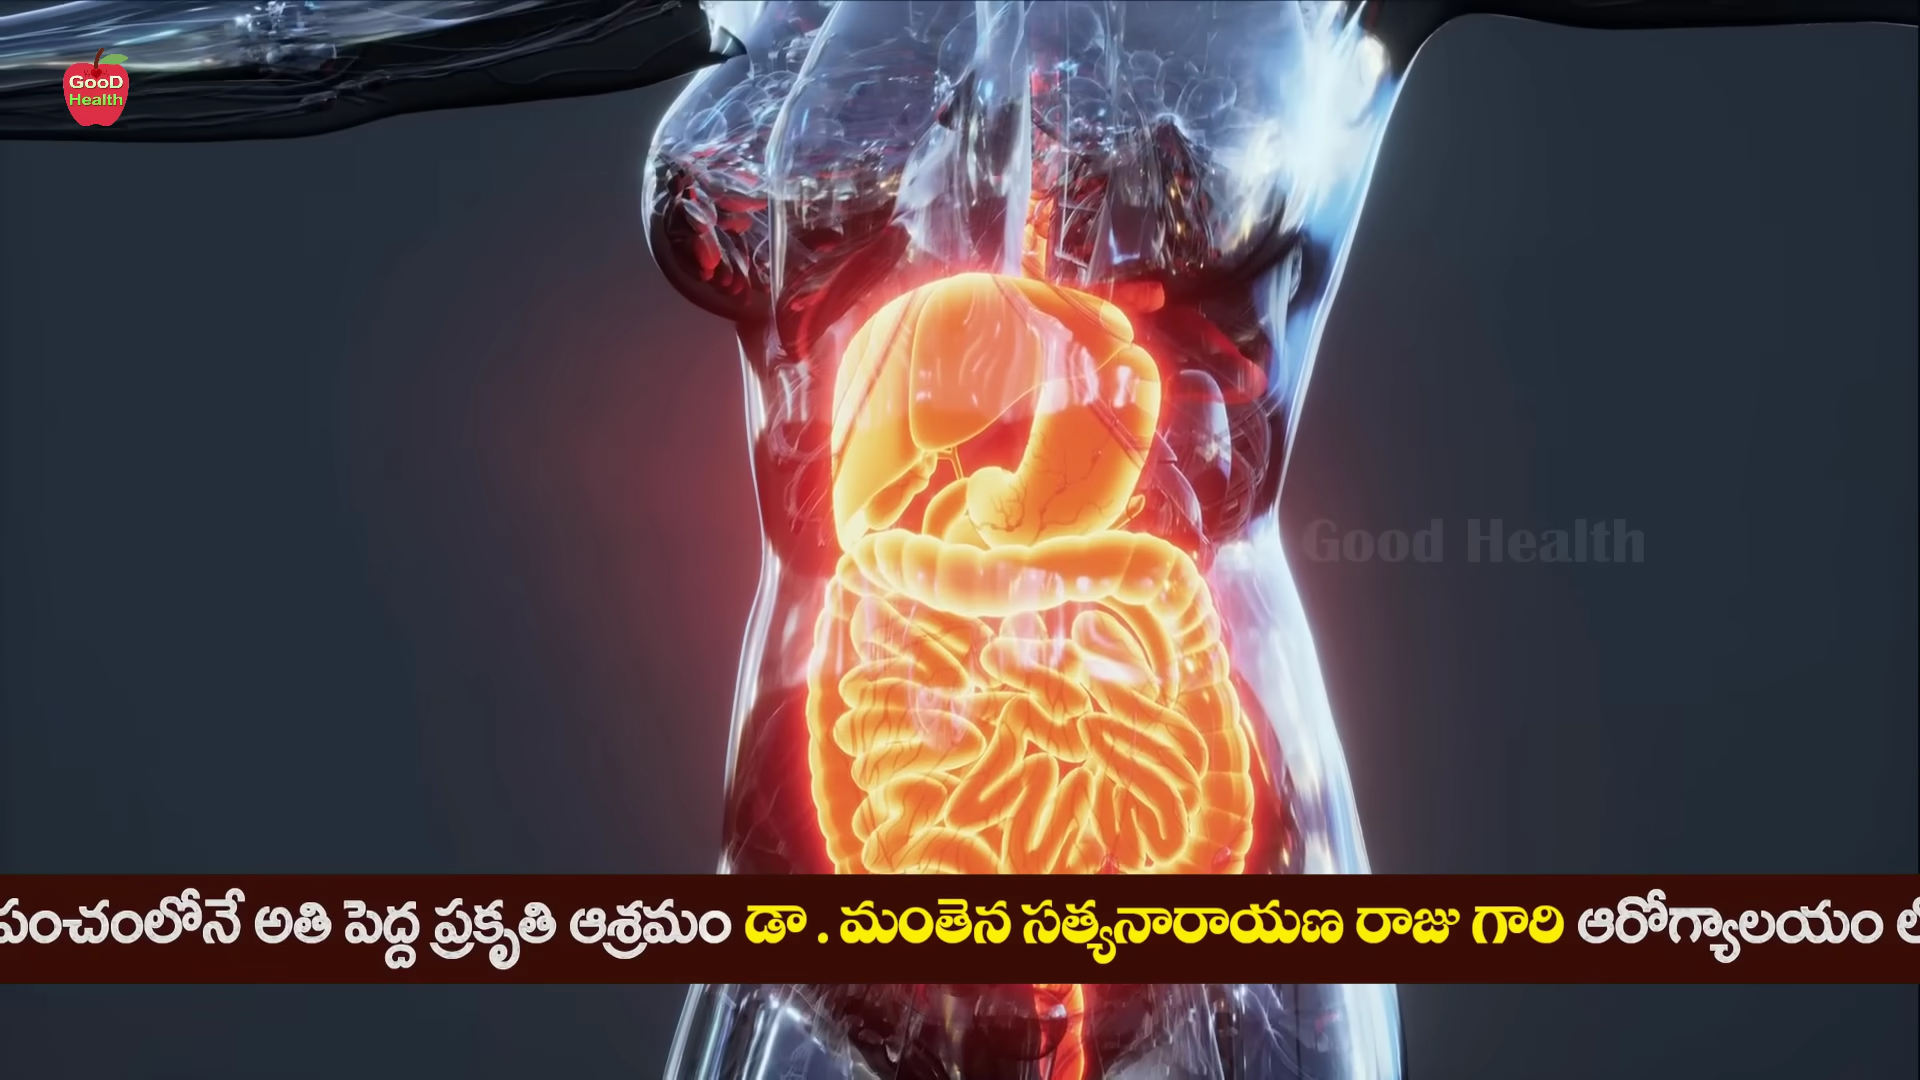 GooD
Health
Good Health
పంచంలోనే అతి పెద్ద ప్రకృతి ఆశ్రమం డా . మంతెన సత్యనారాయణ రాజు గారి ఆరోగ్యాలయం